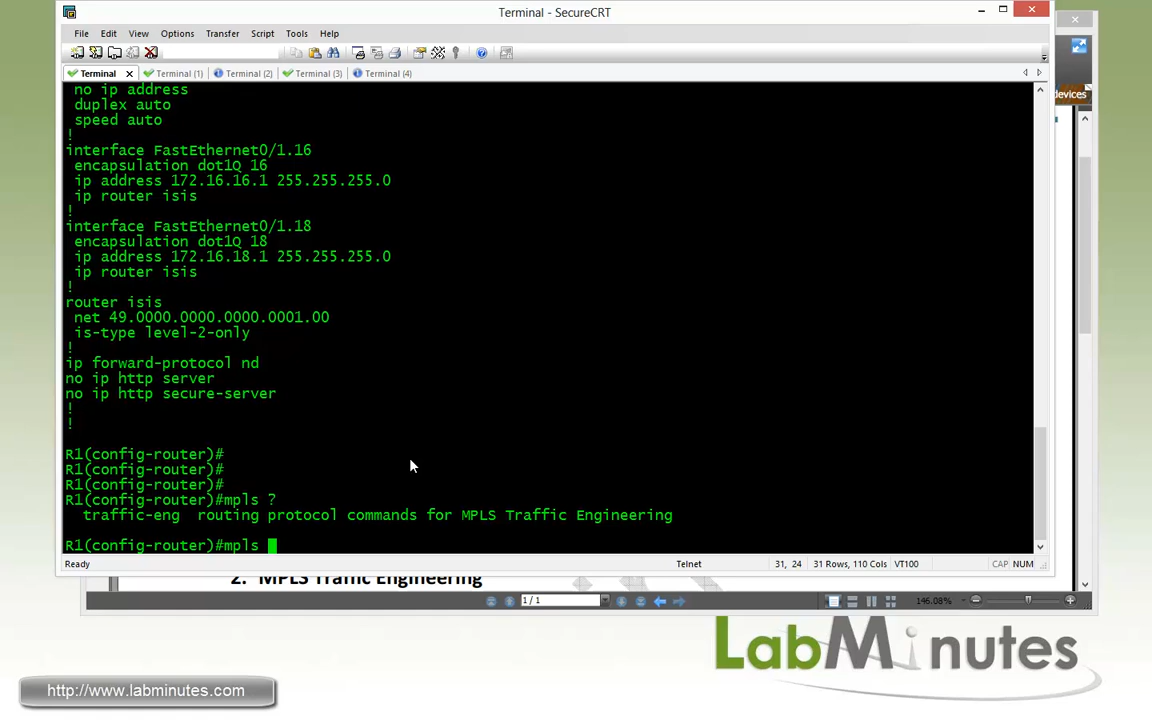 Terminal - SecureCRT
File Edit View Options Transfer Script Tools Help
Terminal Terminal (1) Terminal (2) Terminal (3) Terminal (4)
devices
no ip address
duplex auto
speed auto
!
interface FastEthernet0/1.16
encapsulation dot1Q 16
ip address 172.16.16.1 255.255.255.0
ip router isis
!
interface FastEthernet0/1.18
encapsulation dot1Q 18
ip address 172.16.18.1 255.255.255.0
ip router isis
!
router isis
net 49.0000.0000.0000.0001.00
is-type level-2-only
!
ip forward-protocol nd
no ip http server
no ip http secure-server
!
!
R1(config-router)#
R1(config-router)#
R1(config-router)#
R1(config-router)#mpls ?
traffic-eng routing protocol commands for MPLS Traffic Engineering
R1(config-router)#mpls
Ready Telnet 31, 24 31 Rows, 110 Cols VT100 CAP NUM
2. MPLS Traffic Engineering
1 / 1 146.08%
LabMinutes
http://www.labminutes.com